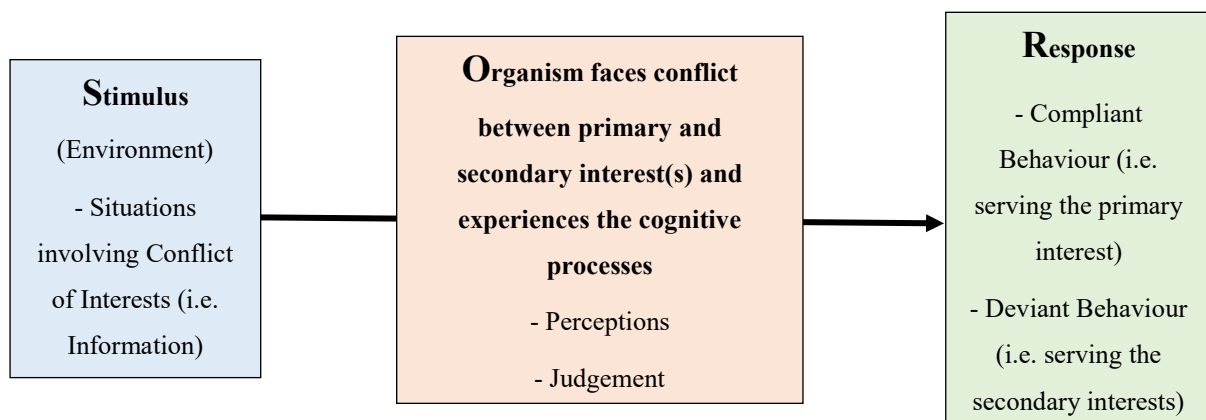 Stimulus
(Environment)
- Situations
involving Conflict
of Interests (i.e.
Information)
Organism faces conflict
between primary and
secondary interest(s) and
experiences the cognitive
processes
- Perceptions
- Judgement
Response
- Compliant
Behaviour (i.e.
serving the primary
interest)
- Deviant Behaviour
(i.e. serving the
secondary interests)